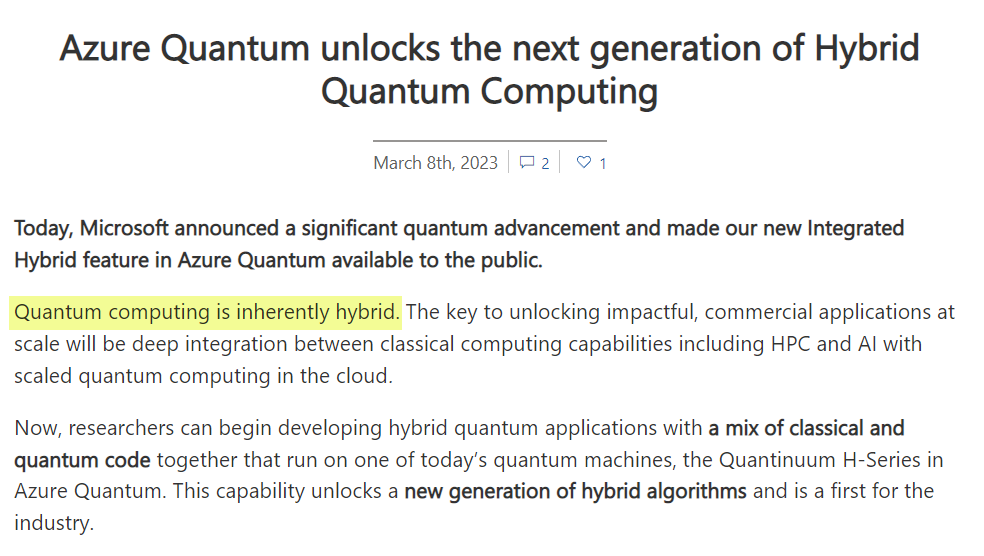 Azure Quantum unlocks the next generation of Hybrid
Quantum Computing
March 8th, 2023 2 1
Today, Microsoft announced a significant quantum advancement and made our new Integrated
Hybrid feature in Azure Quantum available to the public.
Quantum computing is inherently hybrid. The key to unlocking impactful, commercial applications at
scale will be deep integration between classical computing capabilities including HPC and AI with
scaled quantum computing in the cloud.
Now, researchers can begin developing hybrid quantum applications with a mix of classical and
quantum code together that run on one of today’s quantum machines, the Quantinuum H-Series in
Azure Quantum. This capability unlocks a new generation of hybrid algorithms and is a first for the
industry.